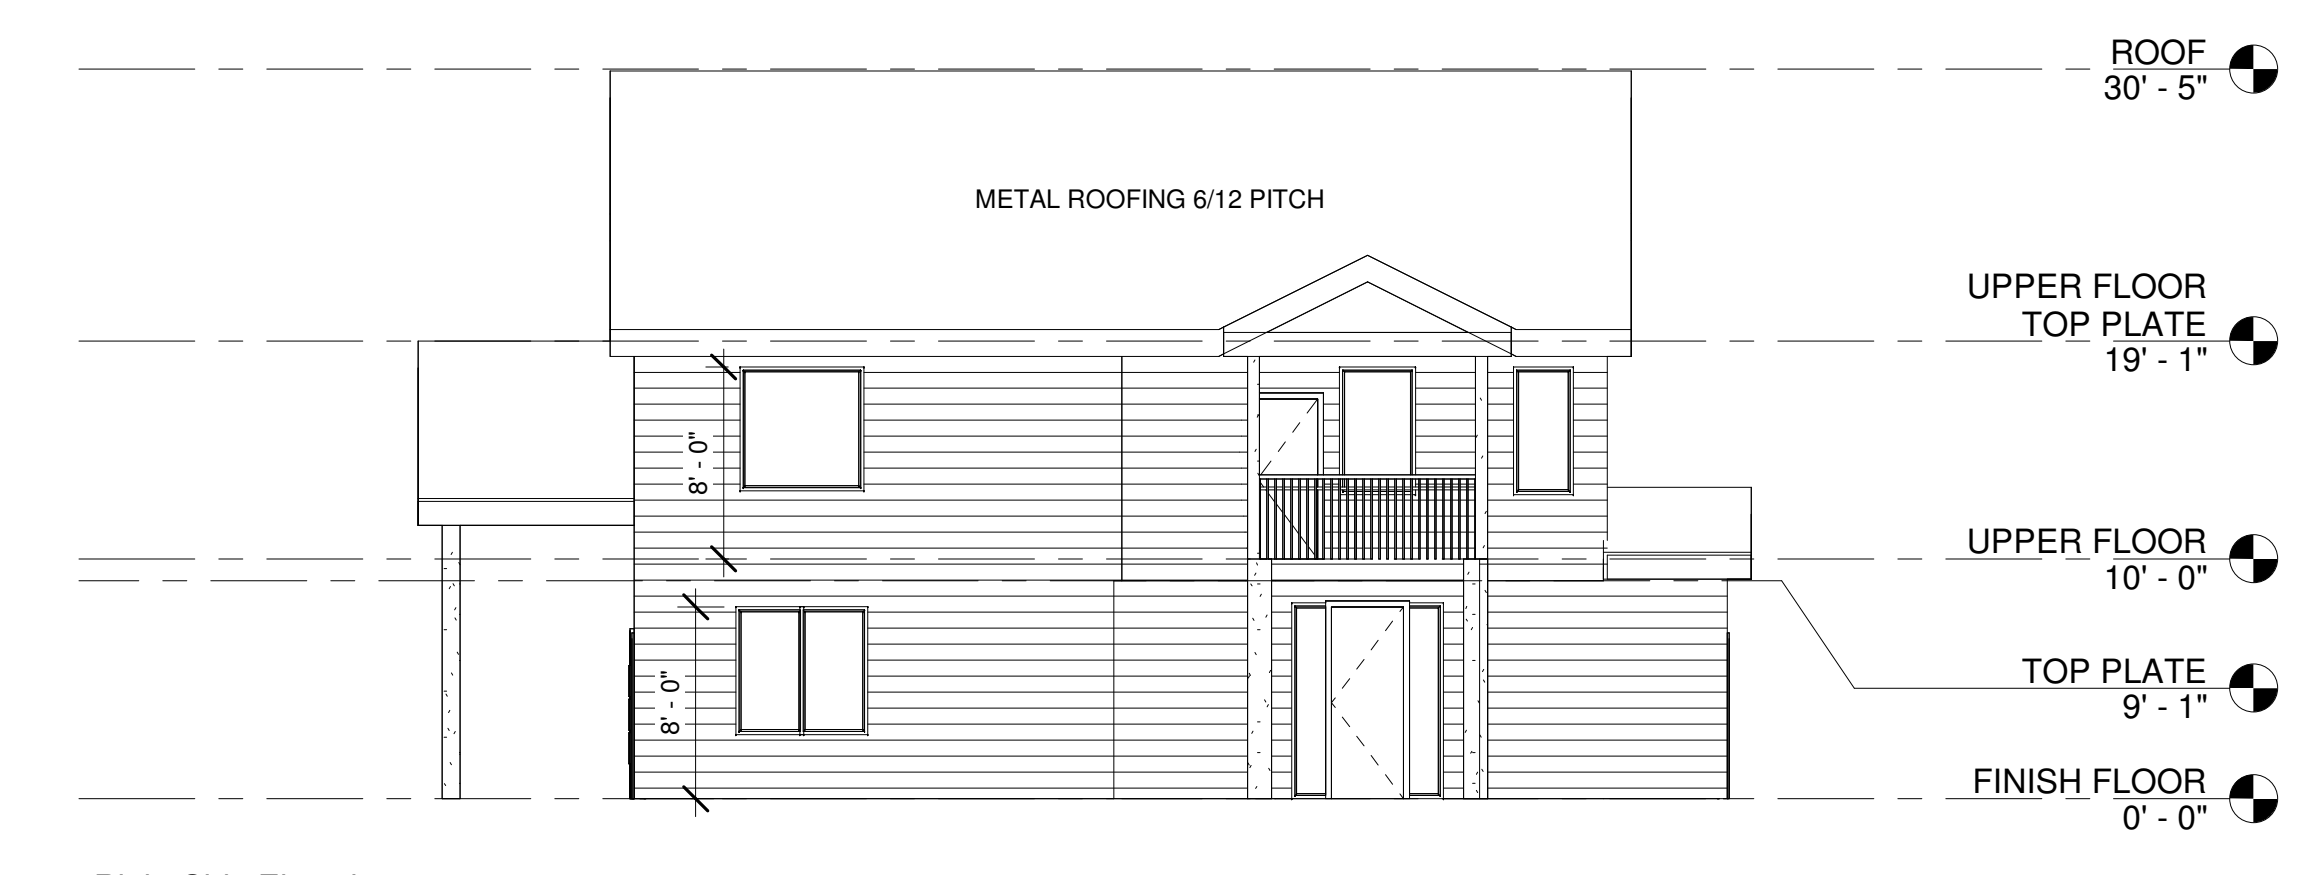 ROOF
30' - 5"
METAL ROOFING 6/12 PITCH
UPPER FLOOR
TOP PLATE
19' - 1"
8' - 0"
UPPER FLOOR
10' - 0"
8' - 0"
TOP PLATE
9' - 1"
FINISH FLOOR
0' - 0"